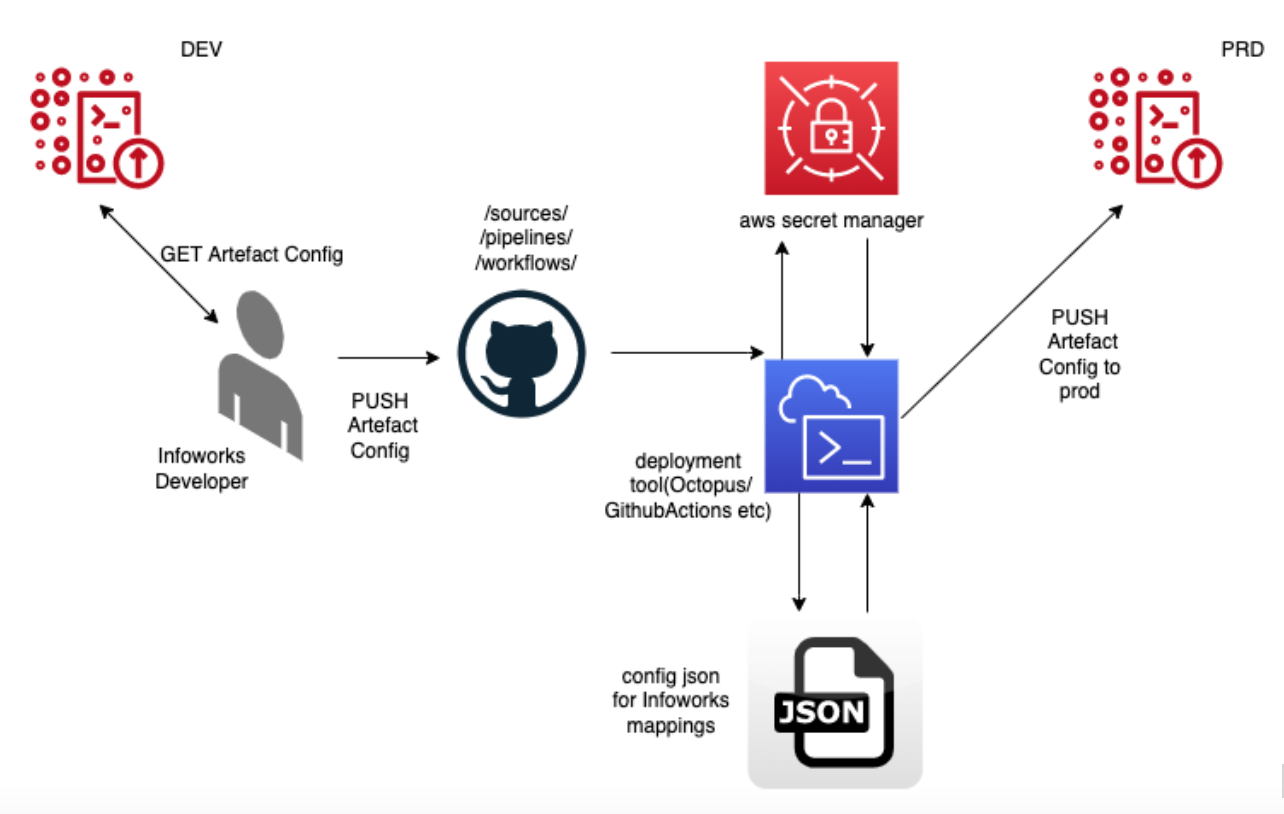 DEV
PRD
/sources/
/pipelines/
/workflows/
aws secret manager
GET Artefact Config
PUSH
Artefact
Config
Infoworks
Developer
deployment
tool(Octopus/
GithubActions etc)
PUSH
Artefact
Config to
prod
config json
for Infoworks
mappings
JSON